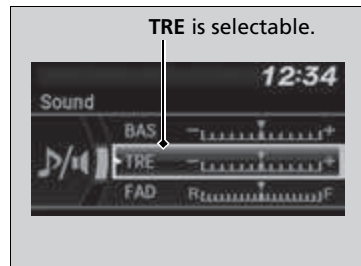 TRE is selectable.
12:34
Sound
BAS − +
TRE − +
FAD R F